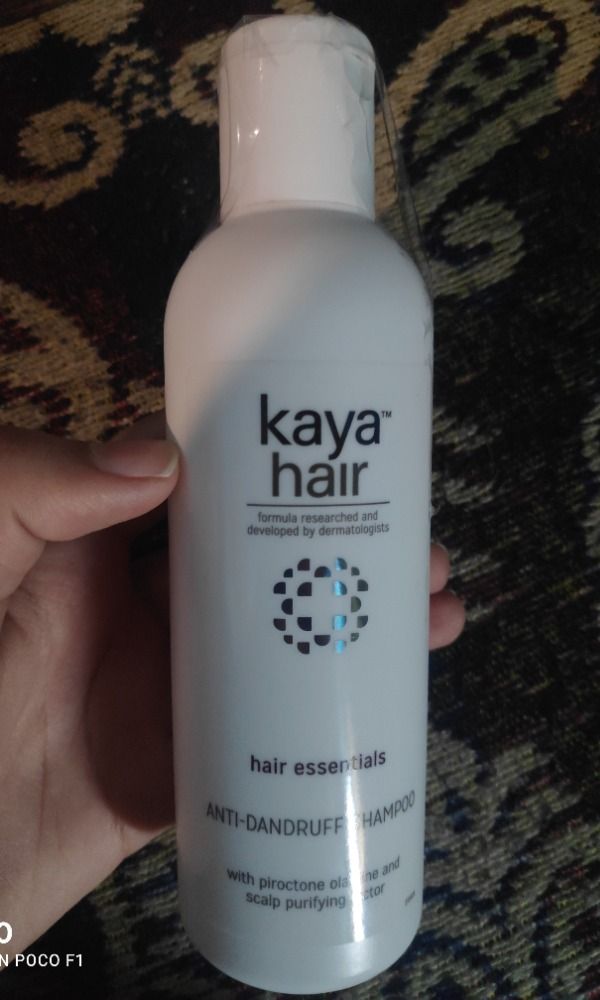 kaya™
hair
formula researched and
developed by dermatologists
hair essentials
ANTI-DANDRUFF SHAMPOO
with piroctone and
scalp purifying
N POCO F1